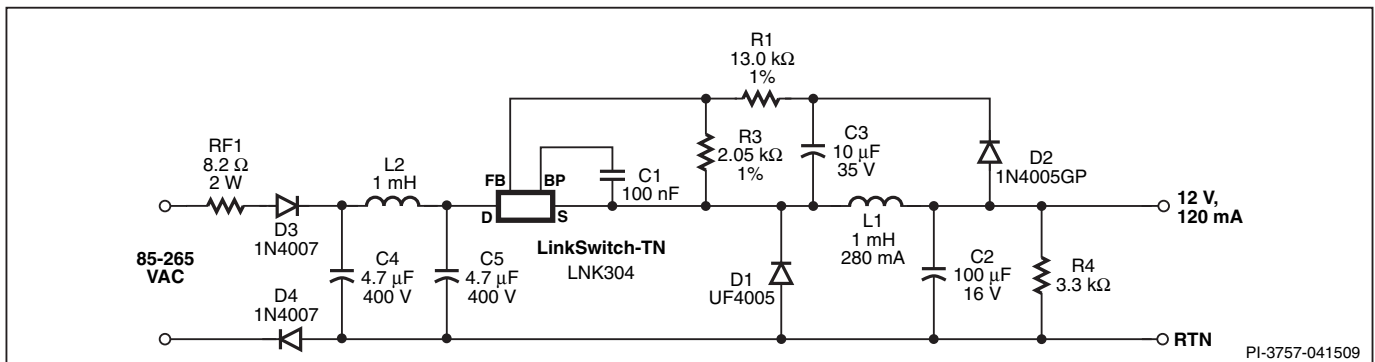 R1
13.0 kΩ
1%
RF1
8.2 Ω
2 W
D3
1N4007
L2
1 mH
FB
BP
D
S
C1
100 nF
R3
2.05 kΩ
1%
C3
10 µF
35 V
D2
1N4005GP
85-265
VAC
D4
1N4007
C4
4.7 µF
400 V
C5
4.7 µF
400 V
LinkSwitch-TN
LNK304
D1
UF4005
L1
1 mH
280 mA
C2
100 µF
16 V
R4
3.3 kΩ
12 V,
120 mA
RTN
PI-3757-041509